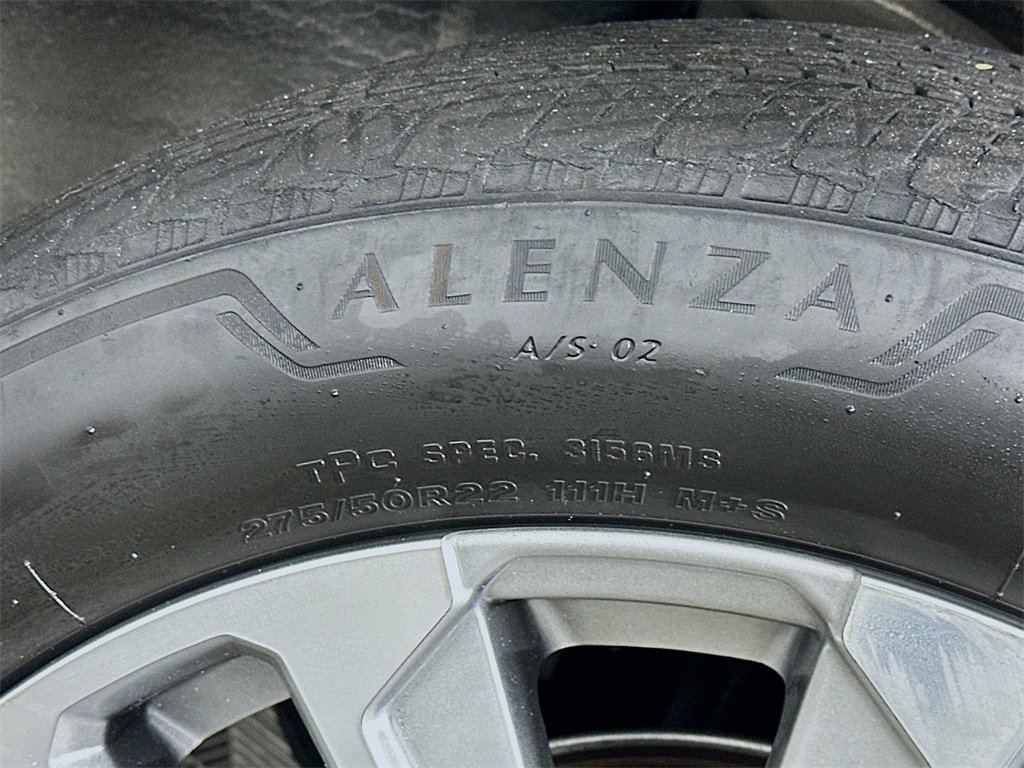 ALENZA
A/S 02
TPC SPEC. 3156MS
275/50R22 111H M+S